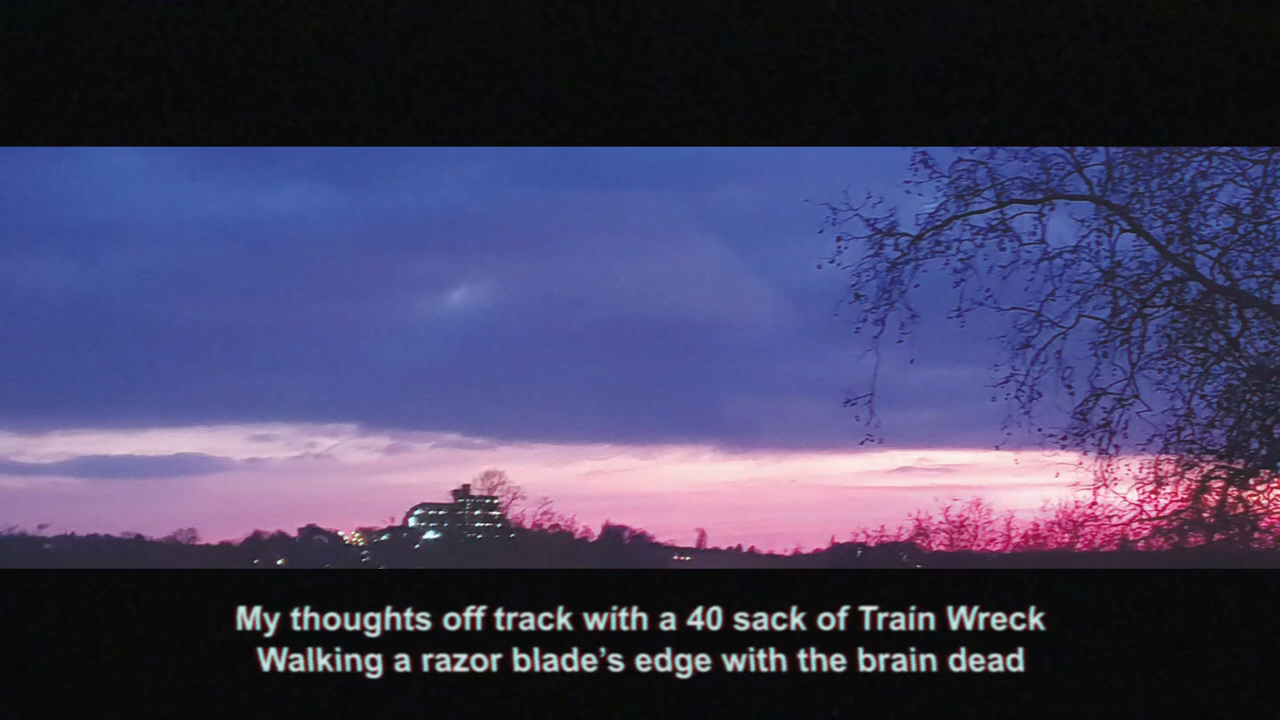 My thoughts off track with a 40 sack of Train Wreck
Walking a razor blade’s edge with the brain dead